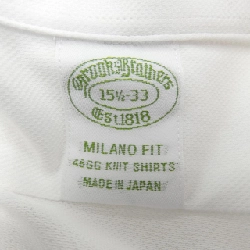 Brooks Brothers
15½-33
Est.1818
MILANO FIT
46GG KNIT SHIRTS
MADE IN JAPAN